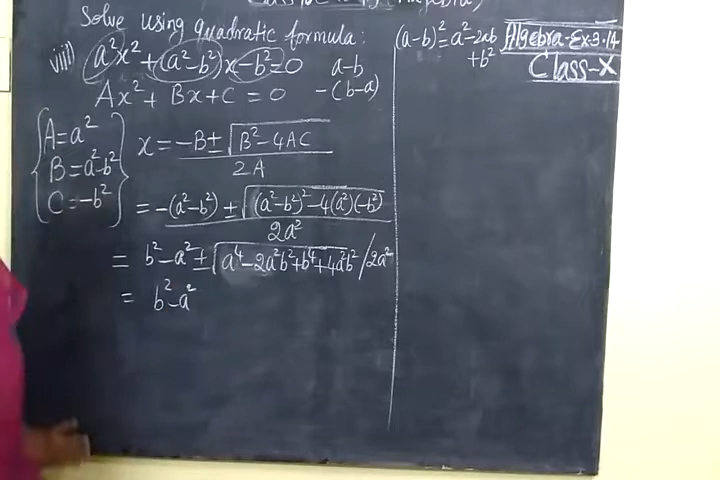 Solve using quadratic formula:
viii) a²x² + (a²-b²)x - b² = 0
a-b
Ax² + Bx + C = 0
-(b-a)
A = a²
B = a²-b²
C = -b²
x = -B ± √(B² - 4AC) / 2A
= -(a²-b²) ± √((a²-b²)² - 4(a²)(-b²)) / 2a²
= b²-a² ± √(a⁴ - 2a²b² + b⁴ + 4a²b²) / 2a²
= b²-a²
(a-b)² = a² - 2ab
+ b²
Algebra-Ex-3.14
Class-X